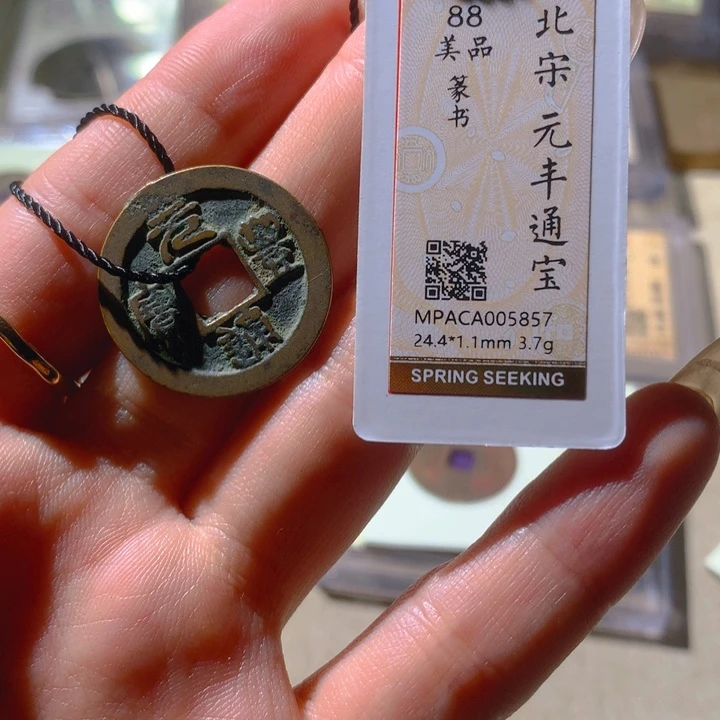 北宋 元丰通宝
88
美品
篆书
MPACA005857
24.4*1.1mm 3.7g
SPRING SEEKING